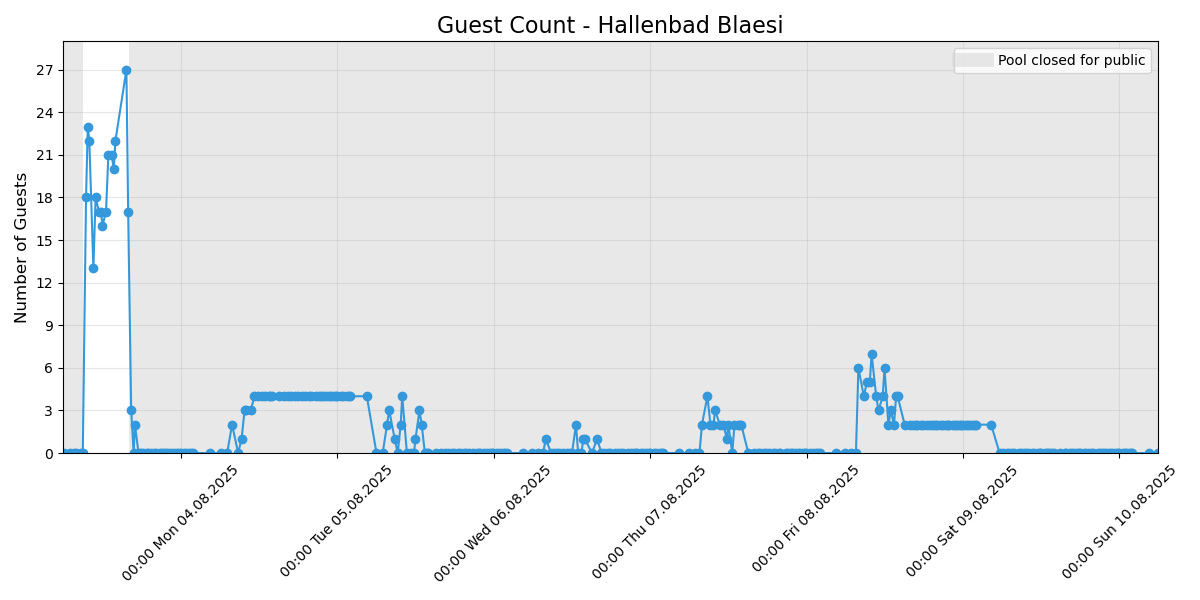 Guest Count - Hallenbad Blaesi
Pool closed for public
Number of Guests
27
24
21
18
15
12
9
6
3
0
00:00 Mon 04.08.2025
00:00 Tue 05.08.2025
00:00 Wed 06.08.2025
00:00 Thu 07.08.2025
00:00 Fri 08.08.2025
00:00 Sat 09.08.2025
00:00 Sun 10.08.2025